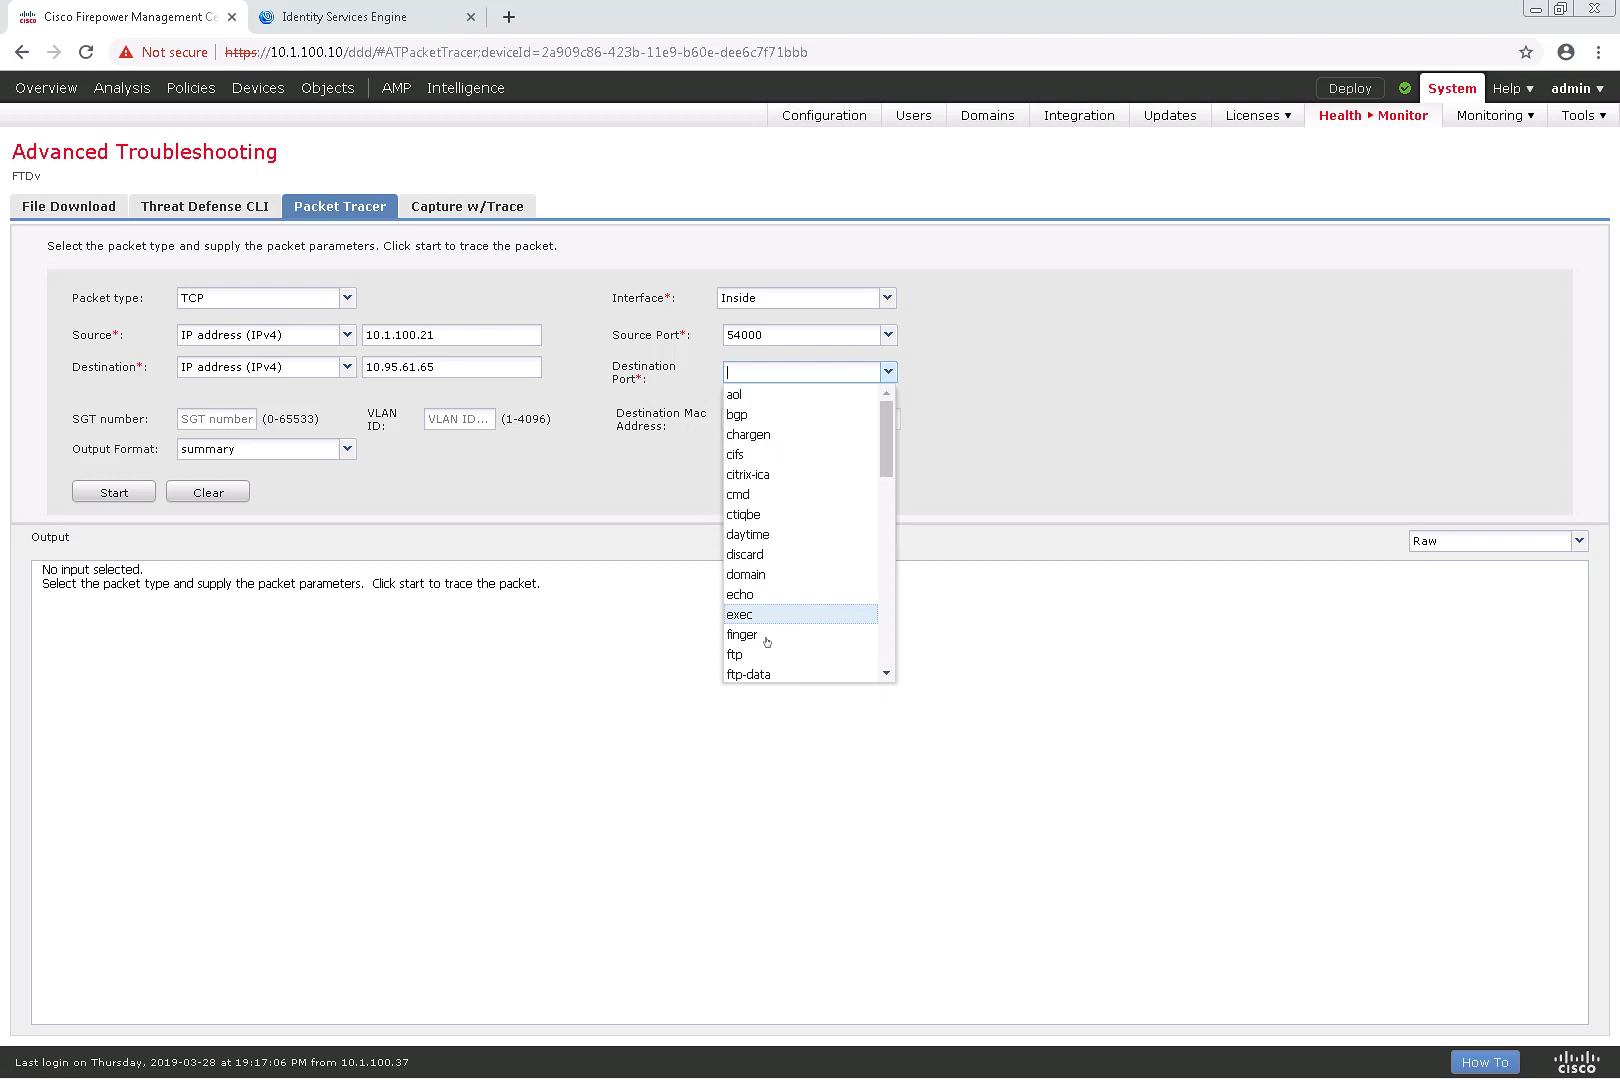 Cisco Firepower Management Ce
Identity Services Engine
Not secure
https://10.1.100.10/ddd/#ATPacketTracer;deviceId=2a909c86-423b-11e9-b60e-dee6c7f71bbb
Overview Analysis Policies Devices Objects AMP Intelligence Deploy System Help admin
Configuration Users Domains Integration Updates Licenses Health Monitor Monitoring Tools
Advanced Troubleshooting
FTDv
File Download Threat Defense CLI Packet Tracer Capture w/Trace
Select the packet type and supply the packet parameters. Click start to trace the packet.
Packet type: TCP Interface*: Inside
Source*: IP address (IPv4) 10.1.100.21 Source Port*: 54000
Destination*: IP address (IPv4) 10.95.61.65 Destination
Port*:
SGT number: SGT number (0-65533) VLAN
ID: VLAN ID... (1-4096) Destination Mac
Address:
Output Format: summary
Start Clear
aol
bgp
chargen
cifs
citrix-ica
cmd
ctiqbe
daytime
discard
domain
echo
exec
finger
ftp
ftp-data
Output Raw
No input selected.
Select the packet type and supply the packet parameters. Click start to trace the packet.
Last login on Thursday, 2019-03-28 at 19:17:06 PM from 10.1.100.37
How To
cisco